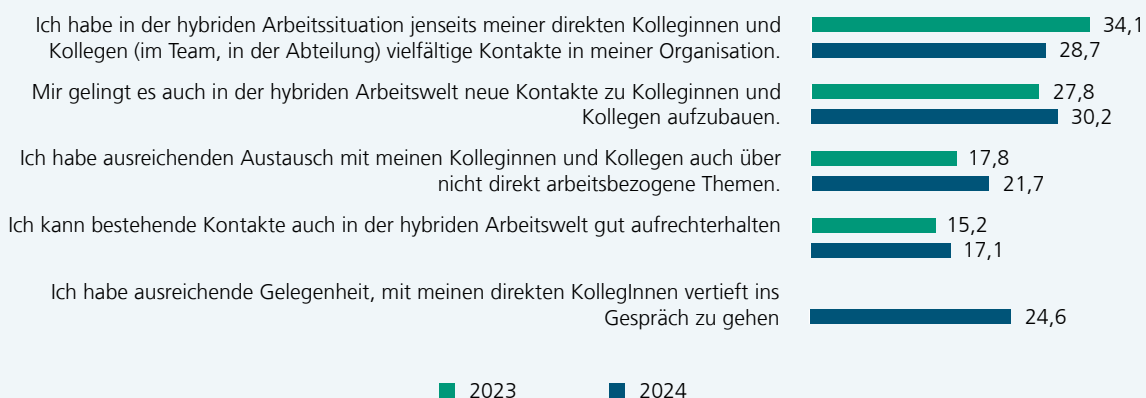 Ich habe in der hybriden Arbeitssituation jenseits meiner direkten Kolleginnen und
Kollegen (im Team, in der Abteilung) vielfältige Kontakte in meiner Organisation.
34,1
28,7
Mir gelingt es auch in der hybriden Arbeitswelt neue Kontakte zu Kolleginnen und
Kollegen aufzubauen.
27,8
30,2
Ich habe ausreichenden Austausch mit meinen Kolleginnen und Kollegen auch über
nicht direkt arbeitsbezogene Themen.
17,8
21,7
Ich kann bestehende Kontakte auch in der hybriden Arbeitswelt gut aufrechterhalten
15,2
17,1
Ich habe ausreichende Gelegenheit, mit meinen direkten KollegInnen vertieft ins
Gespräch zu gehen
24,6
2023 2024